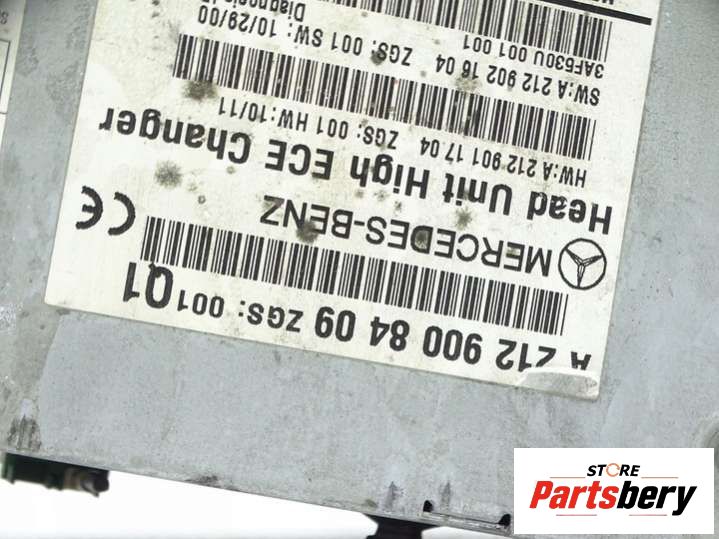 A 212 900 84 09 ZGS: 001 Q1
MERCEDES-BENZ
CE
Head Unit High ECE Changer
HW:A 212 901 17 04 ZGS: 001 HW:10/11
SW:A 212 902 16 04 ZGS: 001 SW: 10/29/00
3AF530U 001 001
STORE
Partsbery